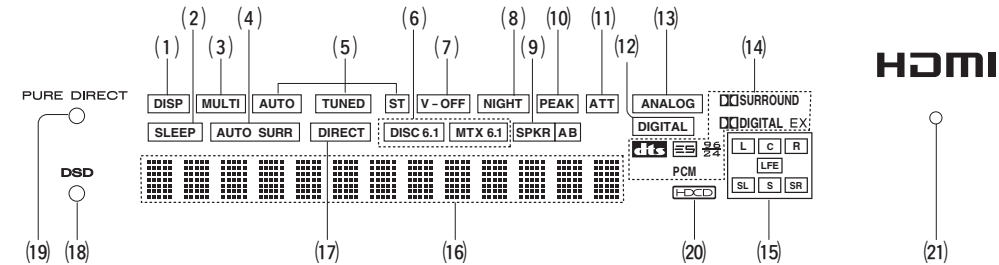 (1) (2) (3) (4) (5) (6) (7) (8) (9) (10) (11) (12) (13) (14)
HDMI
PURE DIRECT
DISP MULTI AUTO TUNED ST V – OFF NIGHT PEAK ATT ANALOG
SLEEP AUTO SURR DIRECT DISC 6.1 MTX 6.1 SPKR A B DIGITAL
SURROUND
DIGITAL EX
dts ES 96/24
PCM
HDCD
L C R
LFE
SL S SR
DSD
(19) (18) (17) (16) (20) (15) (21)